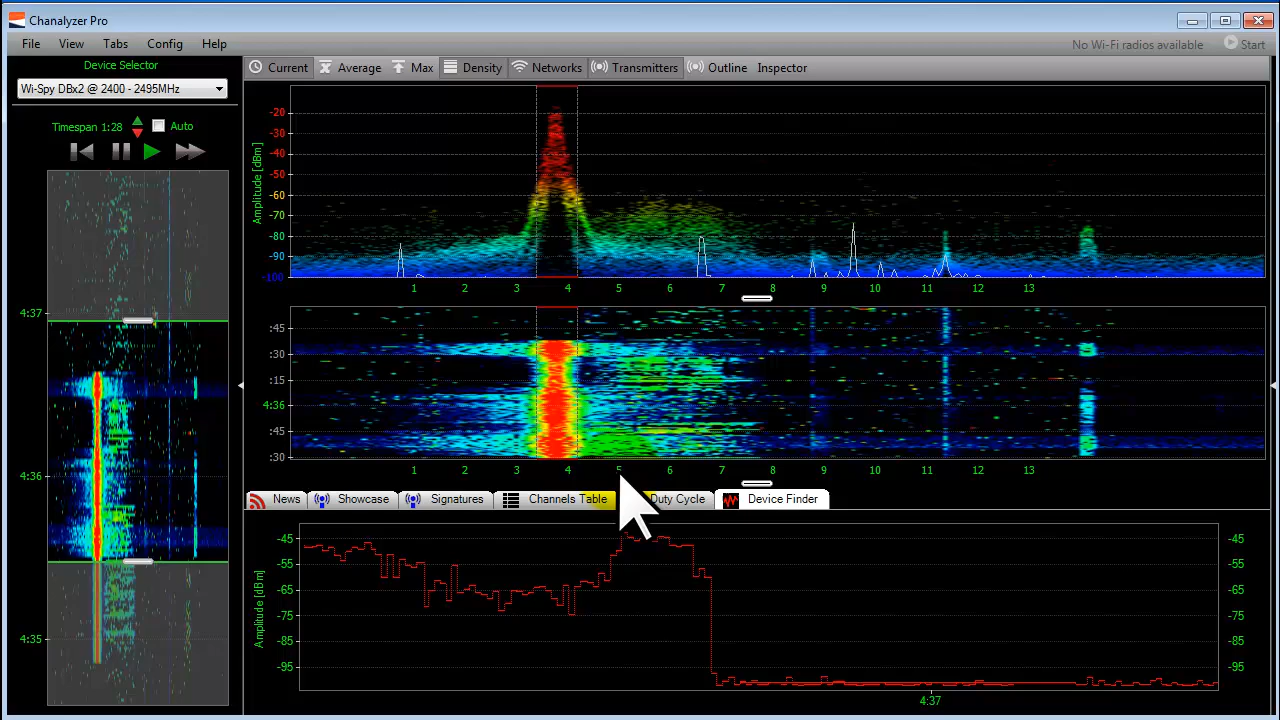 Chanalyzer Pro
File View Tabs Config Help
No Wi-Fi radios available Start
Device Selector
Wi-Spy DBx2 @ 2400 - 2495MHz
Timespan 1:28 Auto
4:37
4:36
4:35
Current Average Max Density Networks Transmitters Outline Inspect
Amplitude [dBm]
-20
-30
-40
-50
-60
-70
-80
-90
-100
1 2 3 4 5 6 7 8 9 10 11 12 13
:45
:30
:15
4:36
:45
:30
1 2 3 4 5 6 7 8 9 10 11 12 13
News Showcase Signatures Channels Table Duty Cycle Device Finder
Amplitude [dBm]
-45 -45
-55 -55
-65 -65
-75 -75
-85 -85
-95 -95
4:37